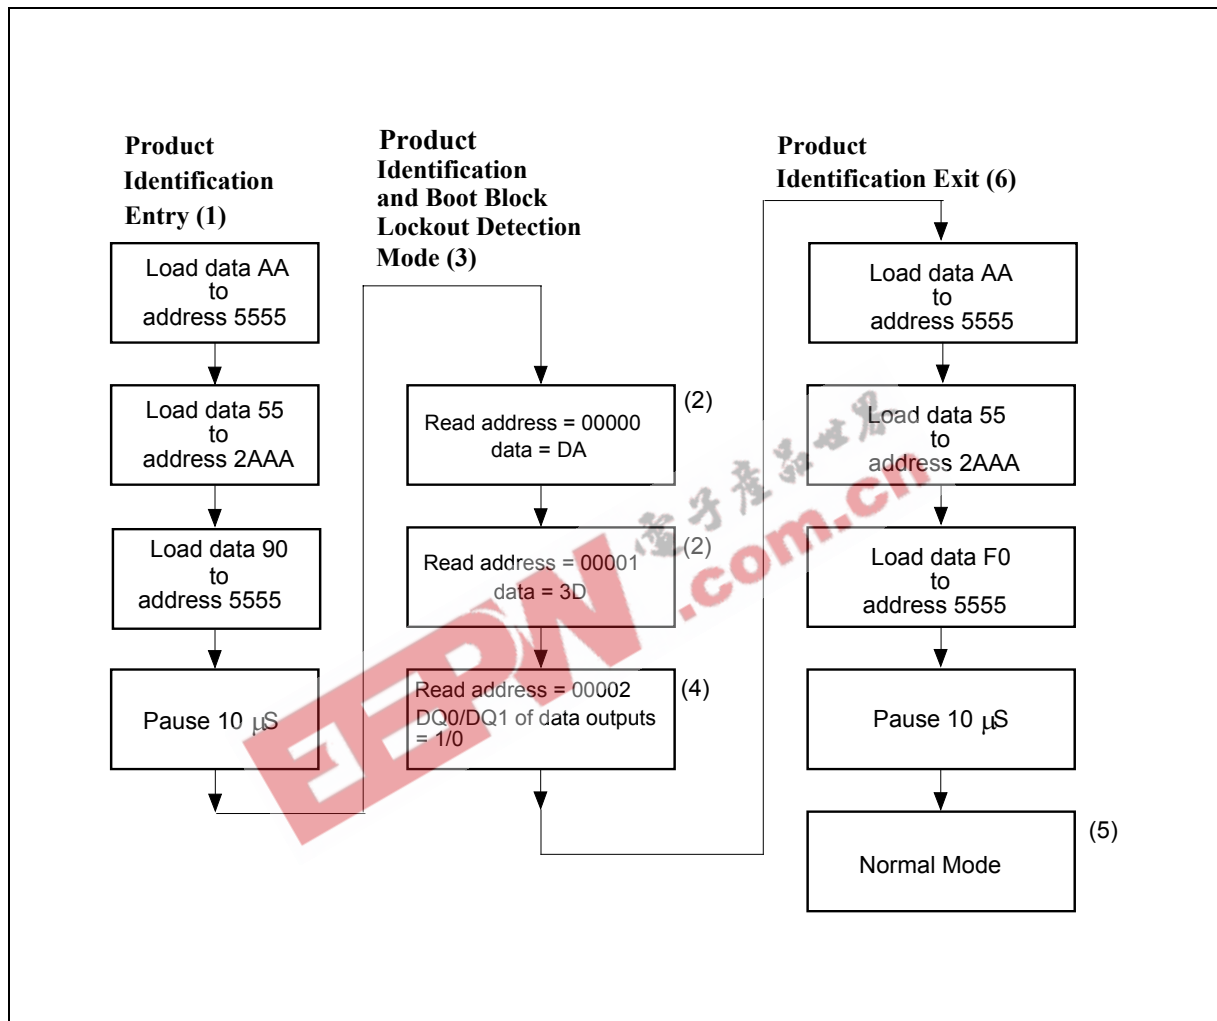 Product
Identification
Entry (1)
Load data AA
to
address 5555
Load data 55
to
address 2AAA
Load data 90
to
address 5555
Pause 10 μS
Product
Identification
and Boot Block
Lockout Detection
Mode (3)
Read address = 00000
data = DA
(2)
Read address = 00001
data = 3D
(2)
Read address = 00002
DQ0/DQ1 of data outputs
= 1/0
(4)
Product
Identification Exit (6)
Load data AA
to
address 5555
Load data 55
to
address 2AAA
Load data F0
to
address 5555
Pause 10 μS
Normal Mode
(5)
EEPW.com.cn
電子產品世界